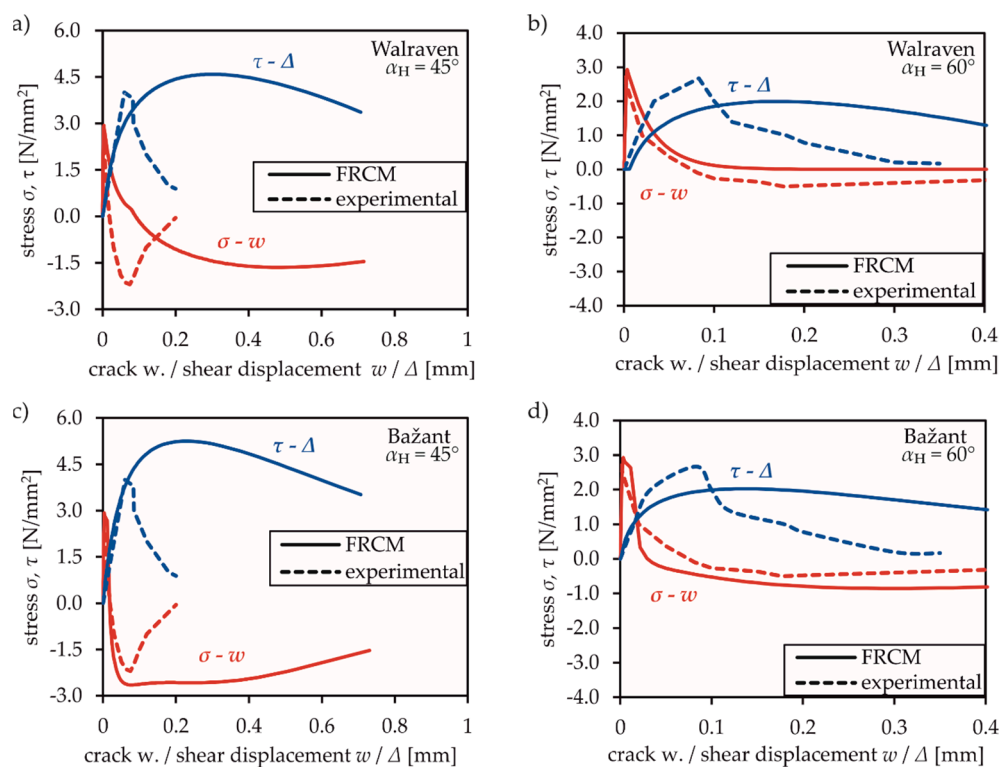 a)
6.0
4.5
3.0
1.5
0.0
-1.5
-3.0
stress σ, τ [N/mm²]
τ - Δ
Walraven
αH = 45°
FRCM
experimental
σ - w
0
0.2
0.4
0.6
0.8
1
crack w. / shear displacement w / Δ [mm]
b)
4.0
3.0
2.0
1.0
0.0
-1.0
-2.0
-3.0
-4.0
stress σ, τ [N/mm²]
Walraven
αH = 60°
τ - Δ
σ - w
FRCM
experimental
0
0.1
0.2
0.3
0.4
crack w. / shear displacement w / Δ [mm]
c)
6.0
4.5
3.0
1.5
0.0
-1.5
-3.0
stress σ, τ [N/mm²]
τ - Δ
Bažant
αH = 45°
FRCM
experimental
σ - w
0
0.2
0.4
0.6
0.8
1
crack w. / shear displacement w / Δ [mm]
d)
4.0
3.0
2.0
1.0
0.0
-1.0
-2.0
-3.0
-4.0
stress σ, τ [N/mm²]
Bažant
αH = 60°
τ - Δ
σ - w
FRCM
experimental
0
0.1
0.2
0.3
0.4
crack w. / shear displacement w / Δ [mm]